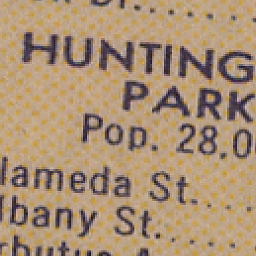 HUNTING
PARK
Pop. 28,0
lameda St....
lbany St.....